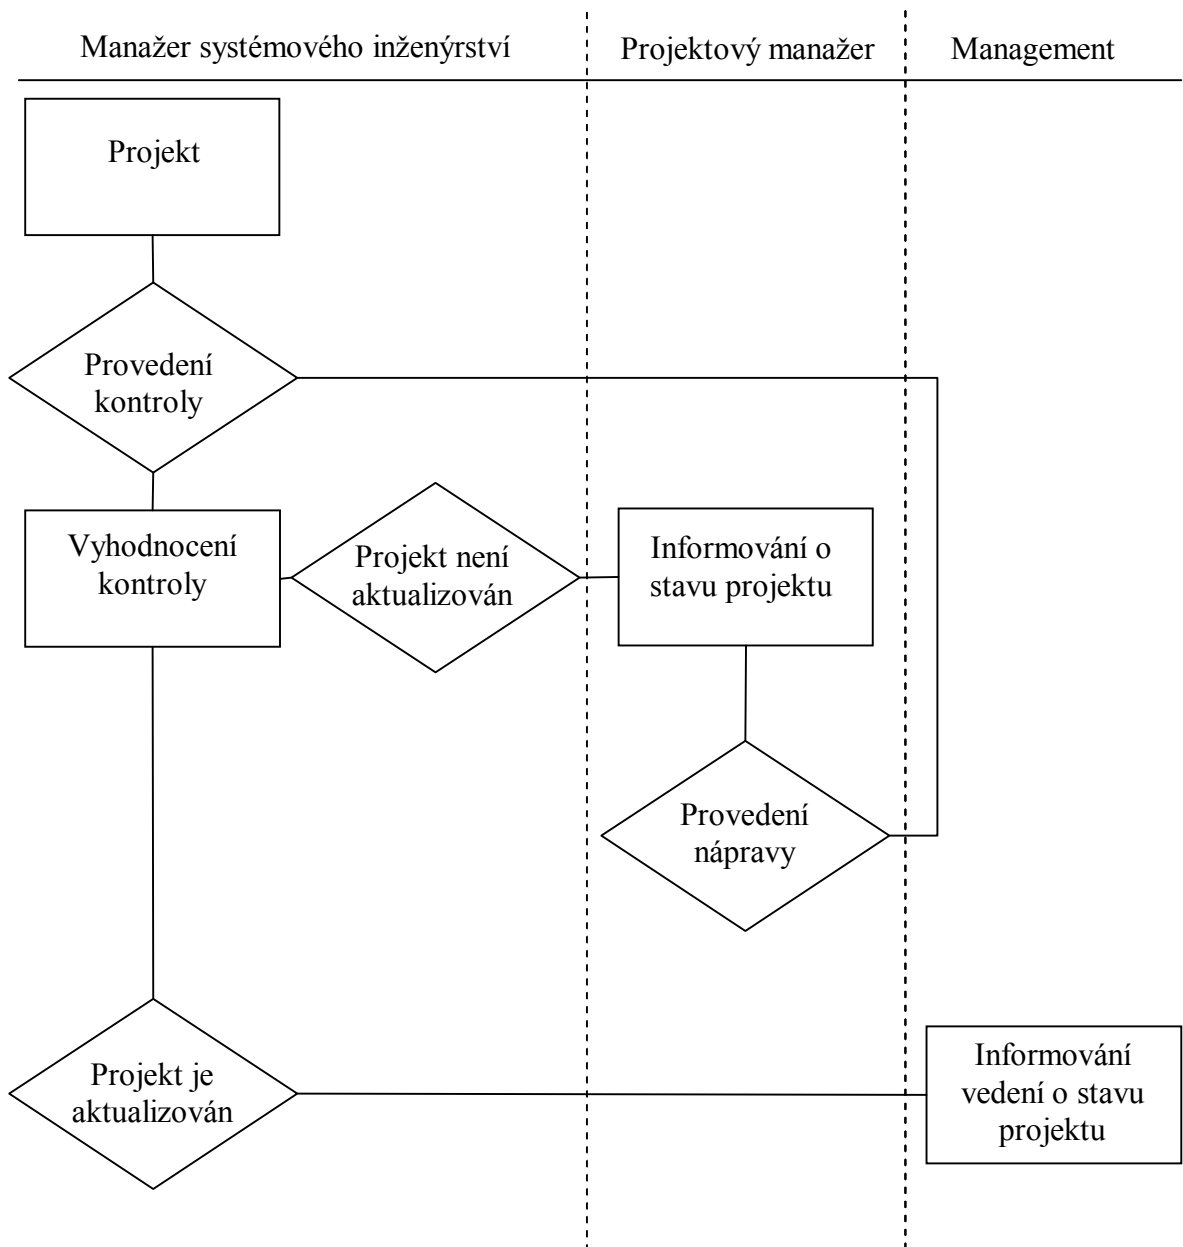 Manažer systémového inženýrství
Projektový manažer
Management
Projekt
Provedení
kontroly
Vyhodnocení
kontroly
Projekt není
aktualizován
Informování o
stavu projektu
Provedení
nápravy
Projekt je
aktualizován
Informování
vedení o stavu
projektu